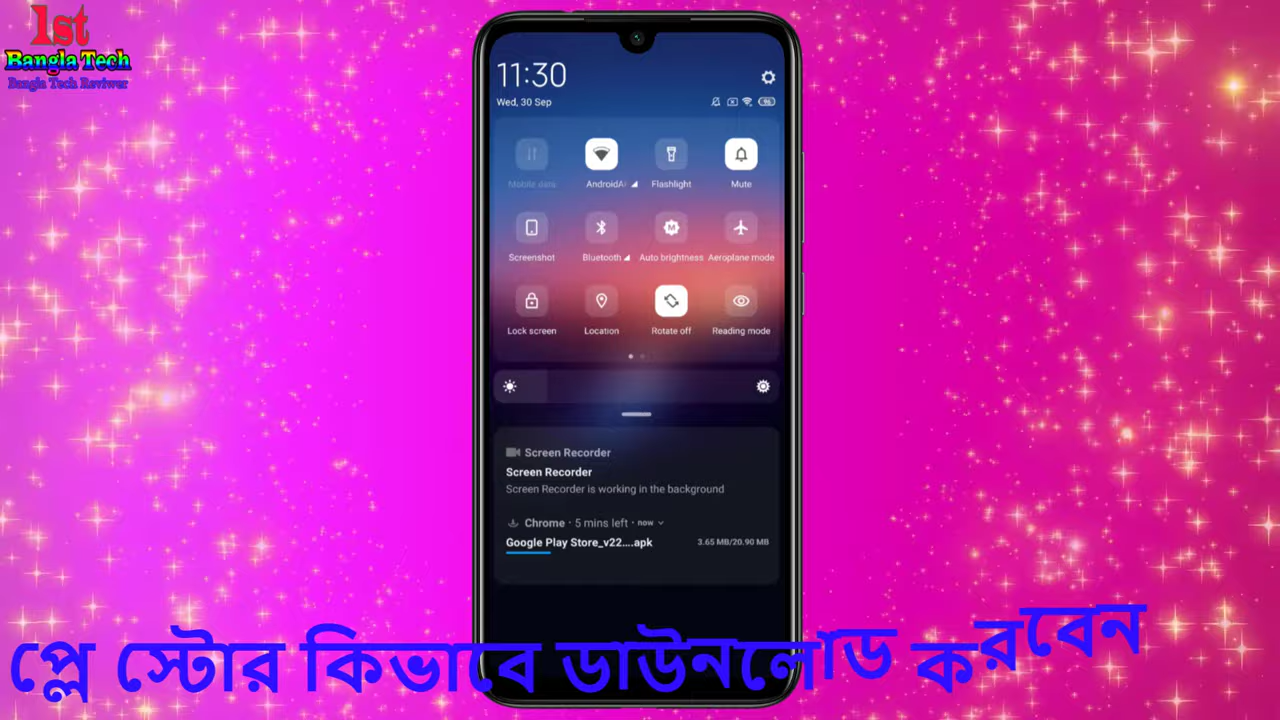 1st
Bangla Tech
Bangla Tech Reviwer
11:30
Wed, 30 Sep
96
Mobile data
AndroidA
Flashlight
Mute
Screenshot
Bluetooth
M
Auto brightness
Aeroplane mode
Lock screen
Location
Rotate off
Reading mode
Screen Recorder
Screen Recorder
Screen Recorder is working in the background
Chrome · 5 mins left · now
Google Play Store_v22....apk 3.65 MB/20.90 MB
প্লে স্টোর কিভাবে ডাউনলোড করবেন